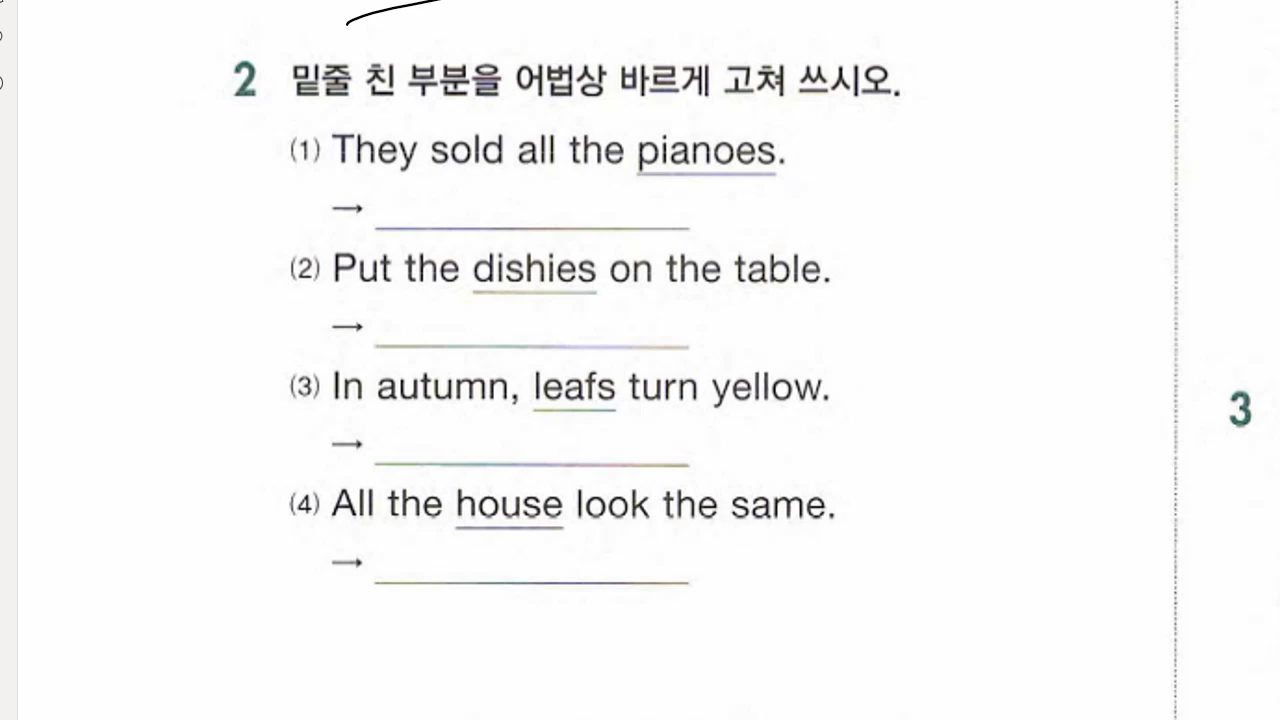 2 밑줄 친 부분을 어법상 바르게 고쳐 쓰시오.
(1) They sold all the pianoes.
→
(2) Put the dishies on the table.
→
(3) In autumn, leafs turn yellow.
→
3
(4) All the house look the same.
→